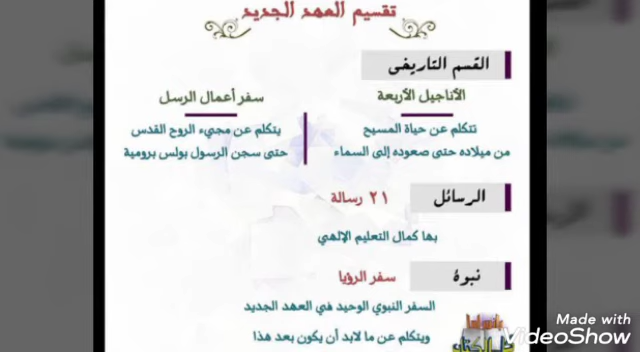 تقسيم العهد الجديد
القسم التاريخى
الأناجيل الأربعة
تتكلم عن حياة المسيح
من ميلاده حتى صعوده إلى السماء
سفر أعمال الرسل
يتكلم عن مجيء الروح القدس
حتى سجن الرسول بولس برومية
الرسائل
٢١ رسالة
بها كمال التعليم الإلهي
نبوة
سفر الرؤيا
السفر النبوي الوحيد في العهد الجديد
ويتكلم عن ما لابد أن يكون بعد هذا
Made with
VideoShow